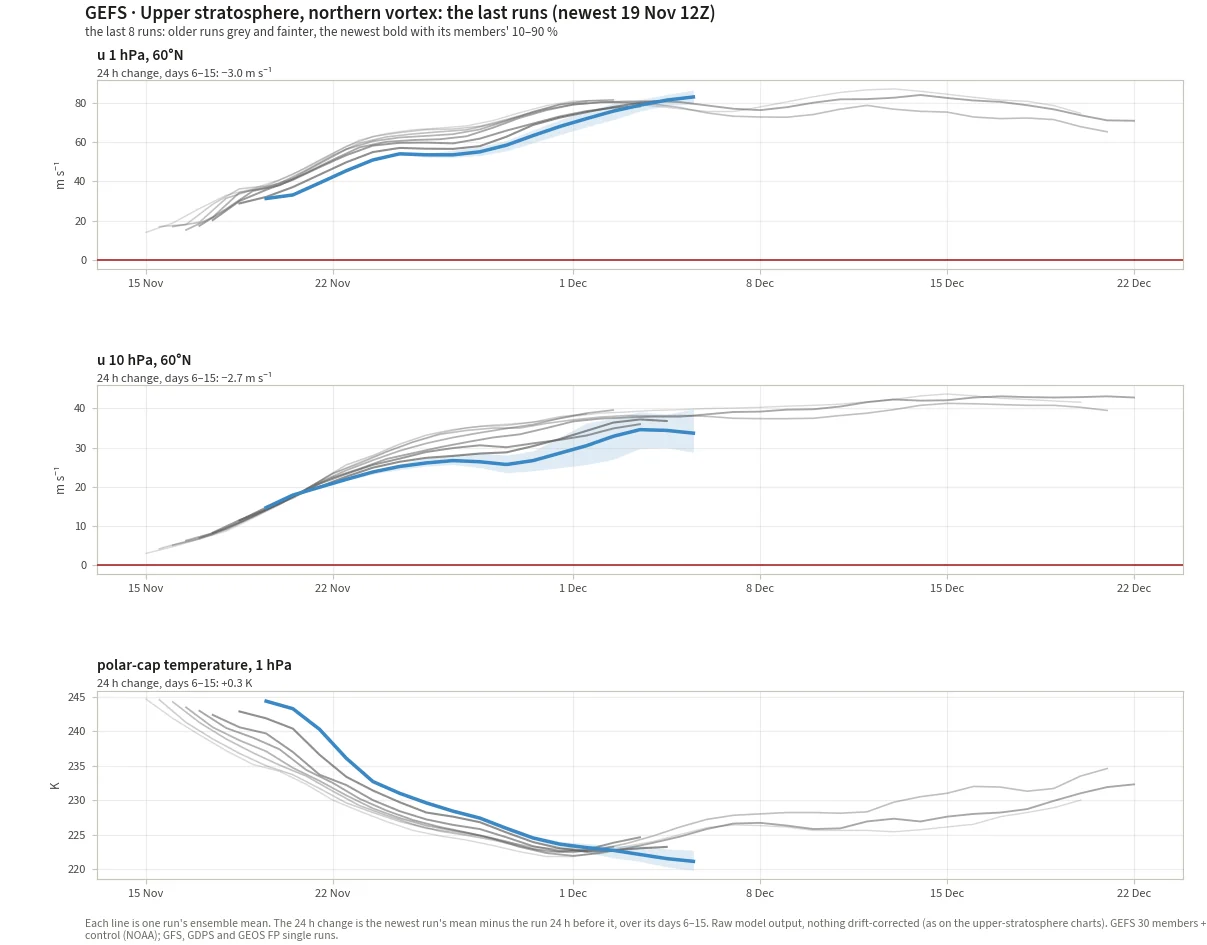 GEFS · Upper stratosphere, northern vortex: the last runs (newest 19 Nov 12Z)
the last 8 runs: older runs grey and fainter, the newest bold with its members' 10–90 %
u 1 hPa, 60°N
24 h change, days 6–15: −3.0 m s⁻¹
80
60
40
20
0
m s⁻¹
15 Nov
22 Nov
1 Dec
8 Dec
15 Dec
22 Dec
u 10 hPa, 60°N
24 h change, days 6–15: −2.7 m s⁻¹
40
30
20
10
0
m s⁻¹
15 Nov
22 Nov
1 Dec
8 Dec
15 Dec
22 Dec
polar-cap temperature, 1 hPa
24 h change, days 6–15: +0.3 K
245
240
235
230
225
220
K
15 Nov
22 Nov
1 Dec
8 Dec
15 Dec
22 Dec
Each line is one run's ensemble mean. The 24 h change is the newest run's mean minus the run 24 h before it, over its days 6–15. Raw model output, nothing drift-corrected (as on the upper-stratosphere charts). GEFS 30 members +
control (NOAA); GFS, GDPS and GEOS FP single runs.